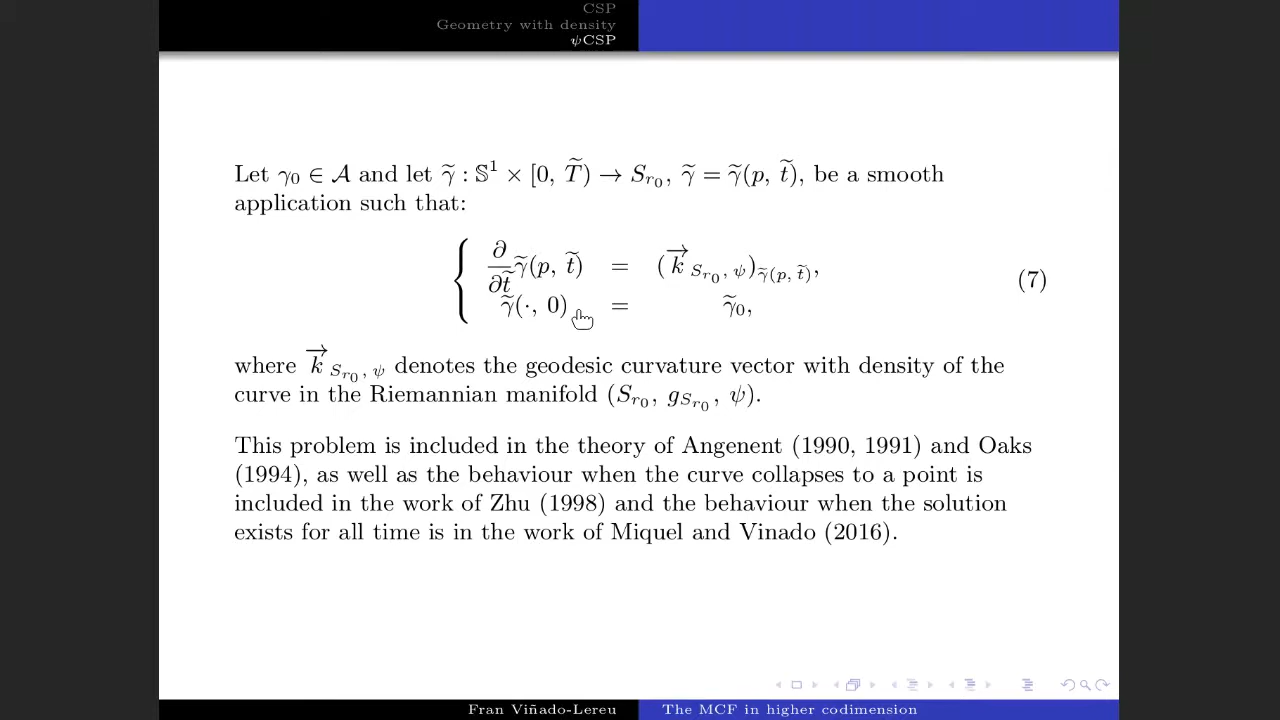 CSP
Geometry with density
ψCSP
Let γ₀ ∈ 𝒜 and let γ̃ : 𝕊¹ × [0, T̃) → S_{r₀}, γ̃ = γ̃(p, t̃), be a smooth
application such that:
∂/∂t̃ γ̃(p, t̃) = (k⃗_{S_{r₀}, ψ})_{γ̃(p, t̃)},
(7)
γ̃(·, 0) = γ̃₀,
where k⃗_{S_{r₀}, ψ} denotes the geodesic curvature vector with density of the
curve in the Riemannian manifold (S_{r₀}, g_{S_{r₀}}, ψ).
This problem is included in the theory of Angenent (1990, 1991) and Oaks
(1994), as well as the behaviour when the curve collapses to a point is
included in the work of Zhu (1998) and the behaviour when the solution
exists for all time is in the work of Miquel and Vinado (2016).
Fran Viñado-Lereu
The MCF in higher codimension